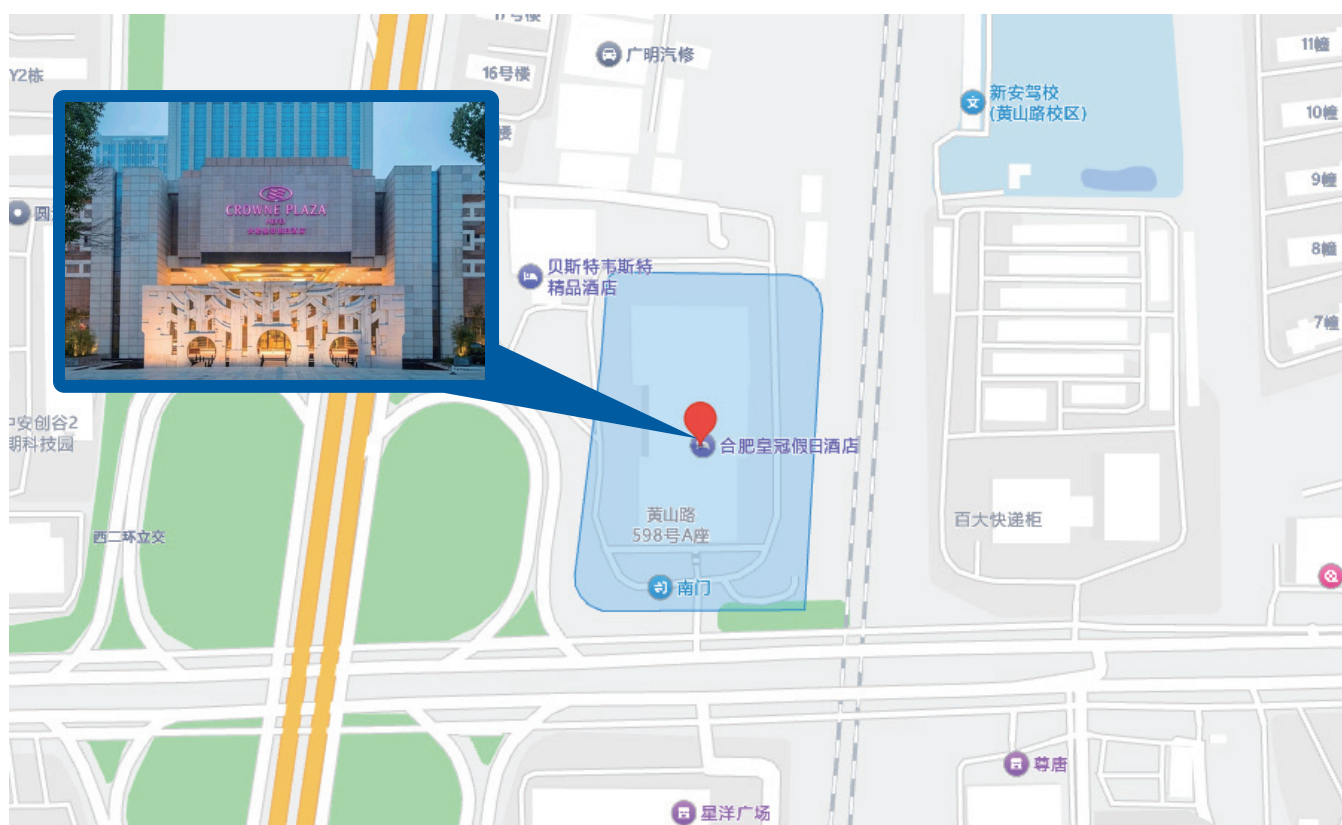 17号楼
11幢
广明汽修
Y2栋
16号楼
新安驾校
(黄山路校区)
10幢
楼
9幢
CROWNE PLAZA
圆
8幢
贝斯特韦斯特
精品酒店
7幢
安创谷2
期科技园
合肥皇冠假日酒店
黄山路
598号A座
百大快递柜
西二环立交
南门
尊唐
星洋广场